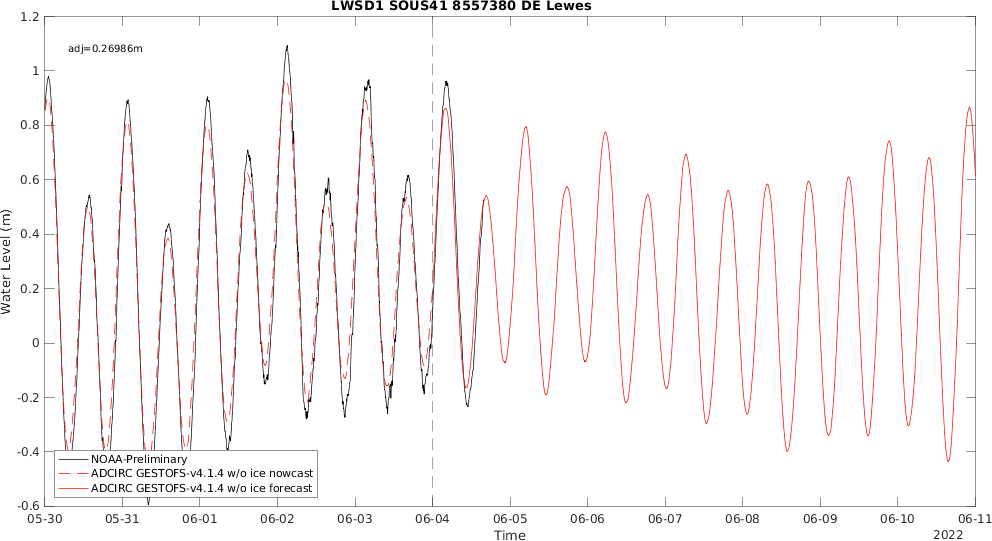 LWSD1 SOUS41 8557380 DE Lewes
adj=0.26986m
Water Level (m)
1.2
1
0.8
0.6
0.4
0.2
0
-0.2
-0.4
-0.6
NOAA-Preliminary
ADCIRC GESTOFS-v4.1.4 w/o ice nowcast
ADCIRC GESTOFS-v4.1.4 w/o ice forecast
05-30 05-31 06-01 06-02 06-03 06-04 06-05 06-06 06-07 06-08 06-09 06-10 06-11
Time
2022